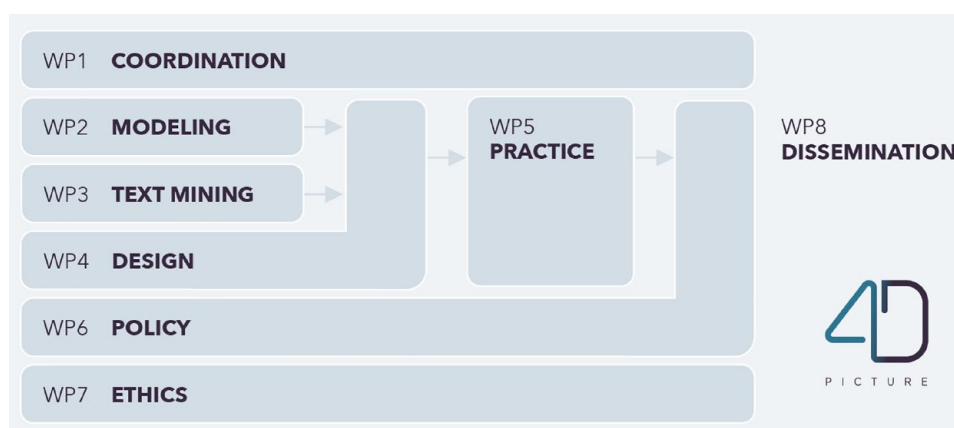 WP1 COORDINATION
WP2 MODELING
WP3 TEXT MINING
WP4 DESIGN
WP5
PRACTICE
WP6 POLICY
WP7 ETHICS
WP8
DISSEMINATION
4D
PICTURE